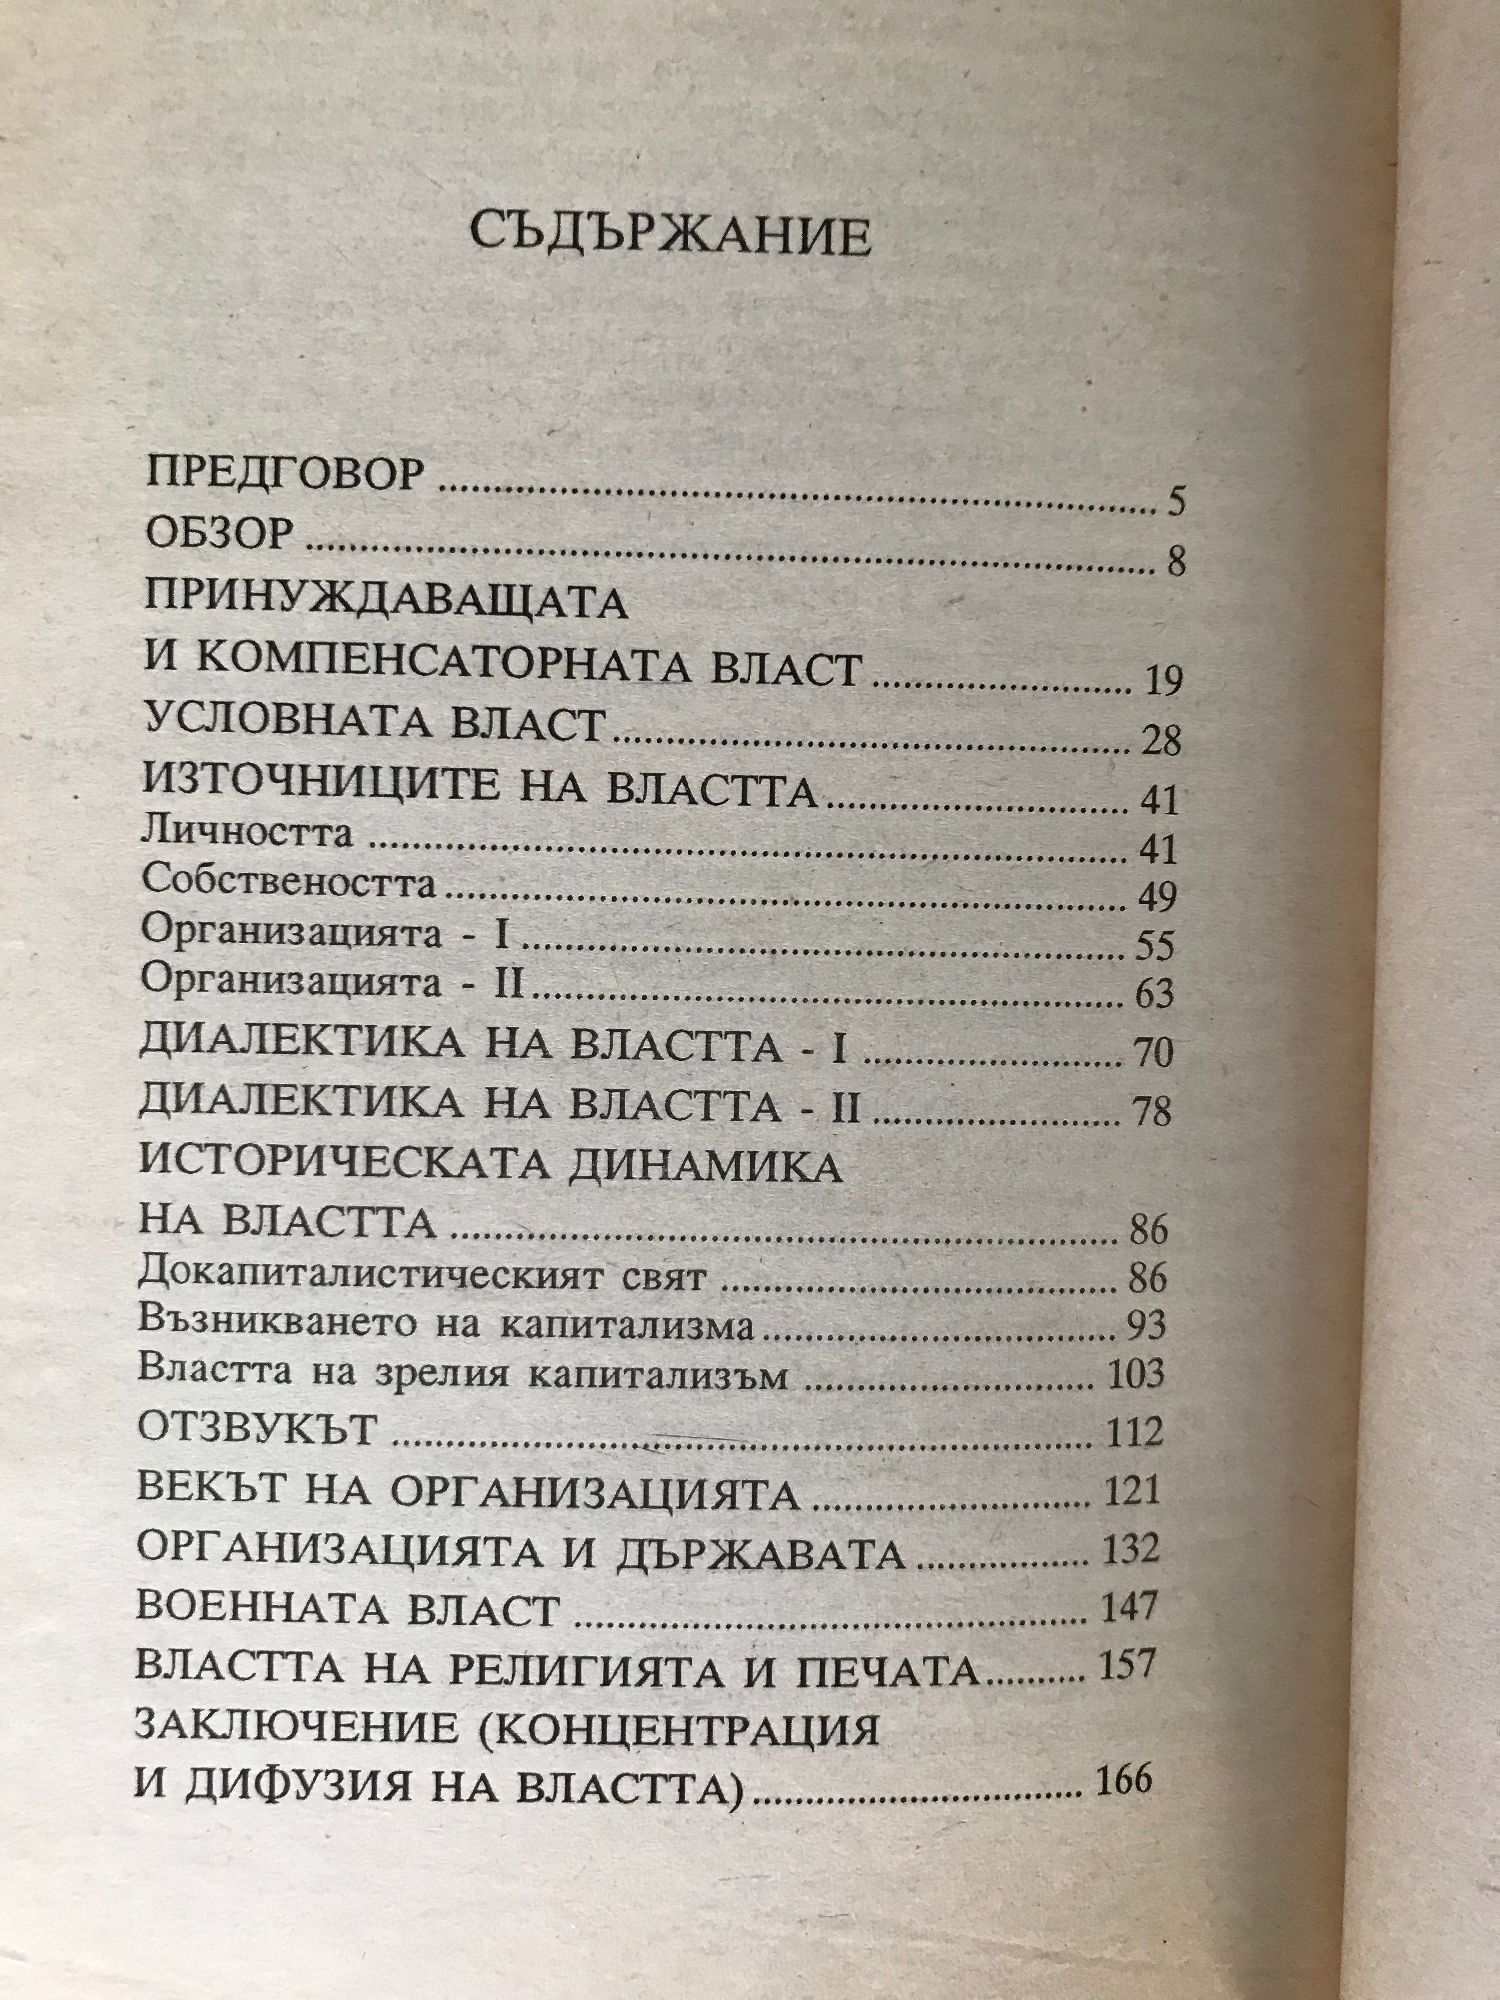 СЪДЪРЖАНИЕ
ПРЕДГОВОР ........................................................................ 5
ОБЗОР ........................................................................ 8
ПРИНУЖДАВАЩАТА
И КОМПЕНСАТОРНАТА ВЛАСТ ........................ 19
УСЛОВНАТА ВЛАСТ ................................................ 28
ИЗТОЧНИЦИТЕ НА ВЛАСТТА ............................ 41
Личността ........................................................................ 41
Собствеността ................................................................ 49
Организацията - I ........................................................ 55
Организацията - II ........................................................ 63
ДИАЛЕКТИКА НА ВЛАСТТА - I ........................ 70
ДИАЛЕКТИКА НА ВЛАСТТА - II ........................ 78
ИСТОРИЧЕСКАТА ДИНАМИКА
НА ВЛАСТТА ................................................................ 86
Докапиталистическият свят ........................................ 86
Възникването на капитализма .................................... 93
Властта на зрелия капитализъм ............................ 103
ОТЗВУКЪТ .................................................................... 112
ВЕКЪТ НА ОРГАНИЗАЦИЯТА ............................ 121
ОРГАНИЗАЦИЯТА И ДЪРЖАВАТА ................ 132
ВОЕННАТА ВЛАСТ .................................................... 147
ВЛАСТТА НА РЕЛИГИЯТА И ПЕЧАТА .......... 157
ЗАКЛЮЧЕНИЕ (КОНЦЕНТРАЦИЯ
И ДИФУЗИЯ НА ВЛАСТТА) ................................ 166